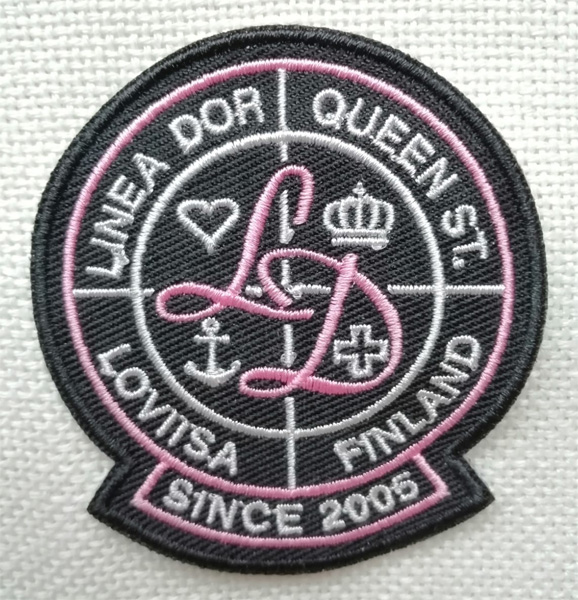 LINEA DOR
QUEEN ST.
LD
LOVIISA
FINLAND
SINCE 2005